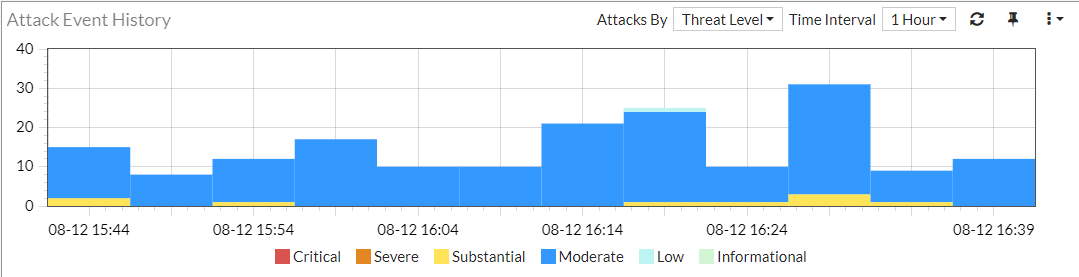 Attack Event History Attacks By Threat Level Time Interval 1 Hour
40
30
20
10
0
08-12 15:44 08-12 15:54 08-12 16:04 08-12 16:14 08-12 16:24 08-12 16:39
Critical Severe Substantial Moderate Low Informational